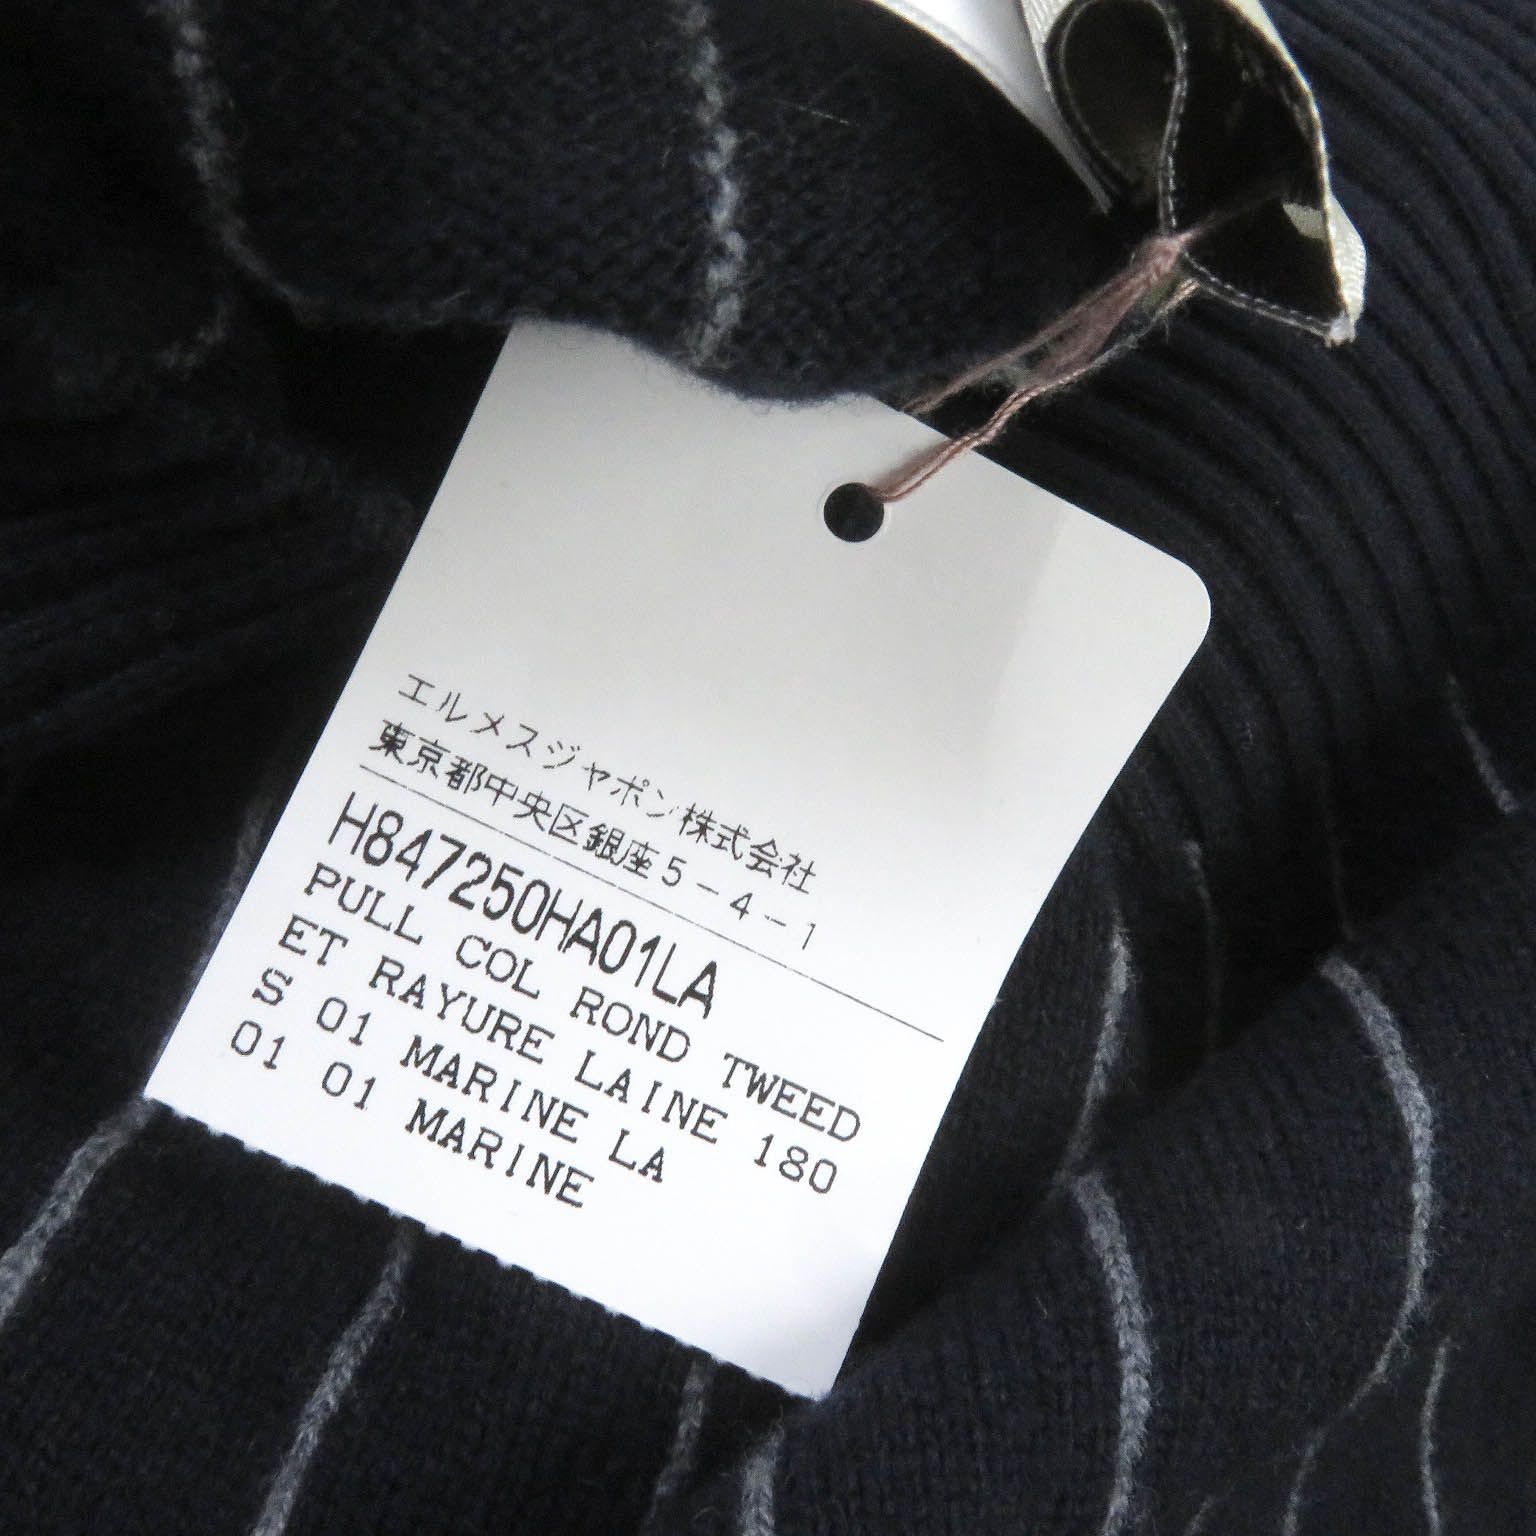 エルメスジャポン株式会社
東京都中央区銀座5-4-1
H847250HA01LA
PULL COL ROND TWEED
ET RAYURE LAINE 180
S 01 MARINE LA
01 01 MARINE